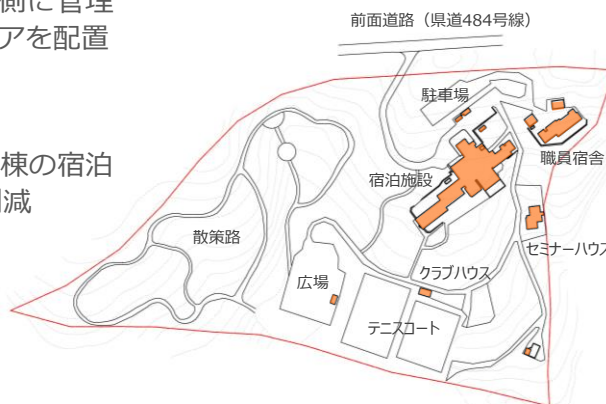 側に管理
アを配置
棟の宿泊
減
前面道路（県道484号線）
駐車場
職員宿舎
宿泊施設
セミナーハウス
散策路
クラブハウス
広場
テニスコート